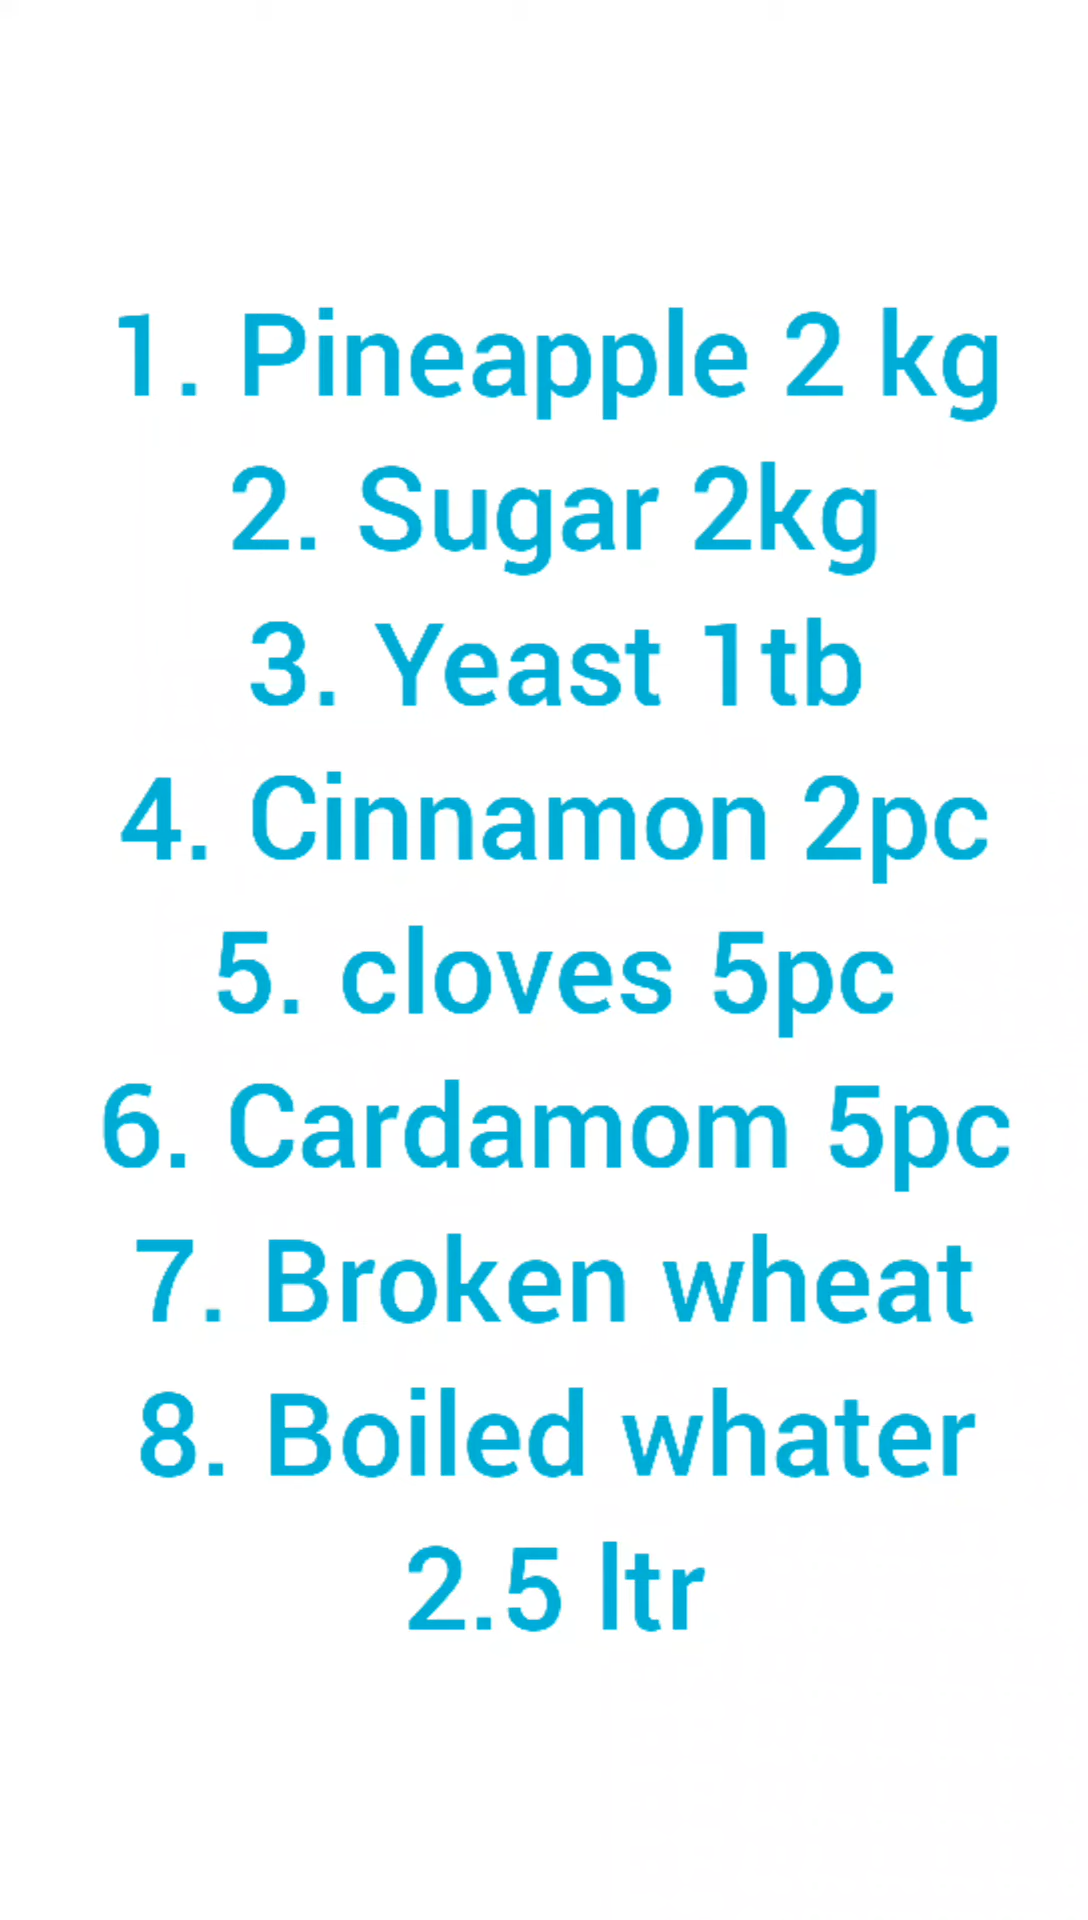 1. Pineapple 2 kg
2. Sugar 2kg
3. Yeast 1tb
4. Cinnamon 2pc
5. cloves 5pc
6. Cardamom 5pc
7. Broken wheat
8. Boiled whater
2.5 ltr